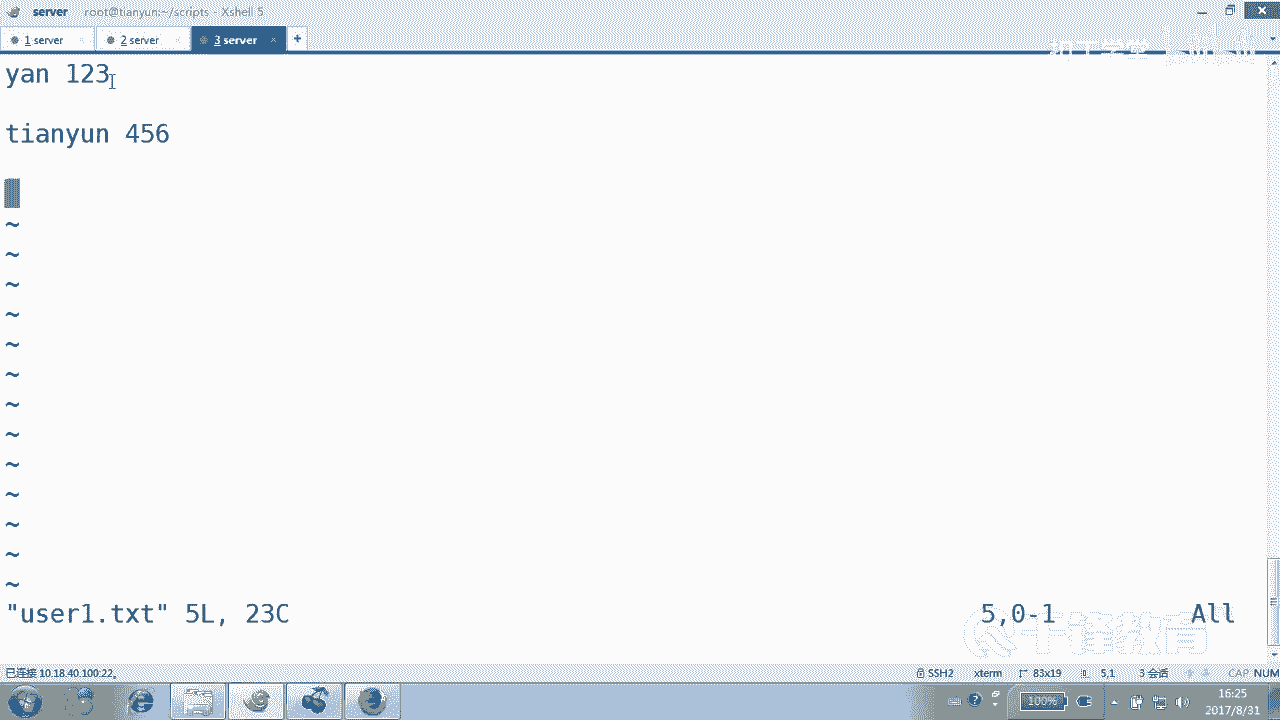 server root@tianyun:~/scripts - Xshell 5
1 server
2 server
3 server × +
yan 123
tianyun 456
~
~
~
~
~
~
~
~
~
~
~
~
~
"user1.txt" 5L, 23C 5,0-1 All
千锋教育
已连接 10.18.40.100:22。 SSH2 xterm 83x19 5,1 3 会话 CAP NUM
100% 16:25
2017/8/31